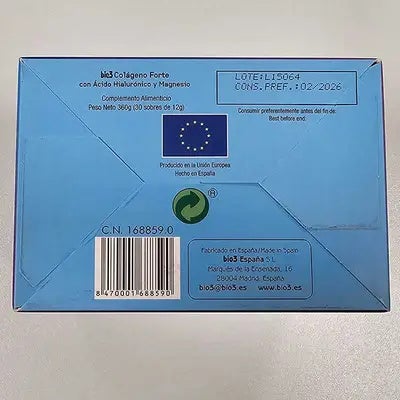 bio3 Colágeno Forte
con Ácido Hialurónico y Magnesio
Complemento Alimenticio
Peso Neto 360g (30 sobres de 12g)
LOTE:L15064
CONS.PREF.:02/2026
Consumir preferentemente antes del fin de:
Best before end:
Producido en la Unión Europea
Hecho en España
®
C.N. 168859.0
8 470001 688590
Fabricado en España/Made in Spain
bio3 España S.L.
Marqués de la Ensenada, 16
28004 Madrid. España
bio3@bio3.es www.bio3.es